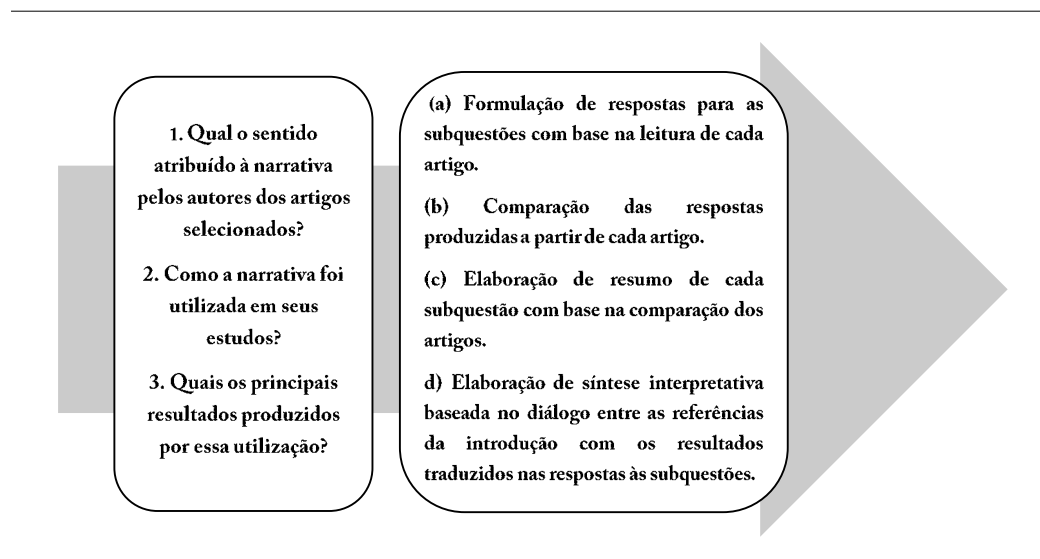 1. Qual o sentido
atribuído à narrativa
pelos autores dos artigos
selecionados?
2. Como a narrativa foi
utilizada em seus
estudos?
3. Quais os principais
resultados produzidos
por essa utilização?
(a) Formulação de respostas para as
subquestões com base na leitura de cada
artigo.
(b) Comparação das respostas
produzidas a partir de cada artigo.
(c) Elaboração de resumo de cada
subquestão com base na comparação dos
artigos.
d) Elaboração de síntese interpretativa
baseada no diálogo entre as referências
da introdução com os resultados
traduzidos nas respostas às subquestões.